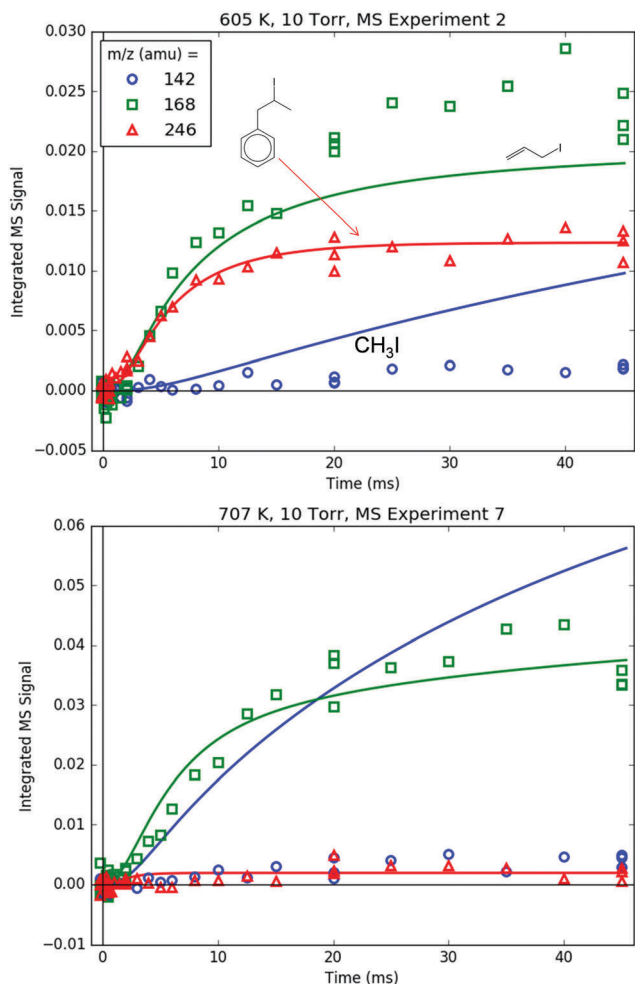 605 K, 10 Torr, MS Experiment 2
m/z (amu) =
142
168
246
I
I
CH3I
0.030
0.025
0.020
0.015
0.010
0.005
0.000
−0.005
Integrated MS Signal
0
10
20
30
40
Time (ms)
707 K, 10 Torr, MS Experiment 7
0.06
0.05
0.04
0.03
0.02
0.01
0.00
−0.01
Integrated MS Signal
0
10
20
30
40
Time (ms)